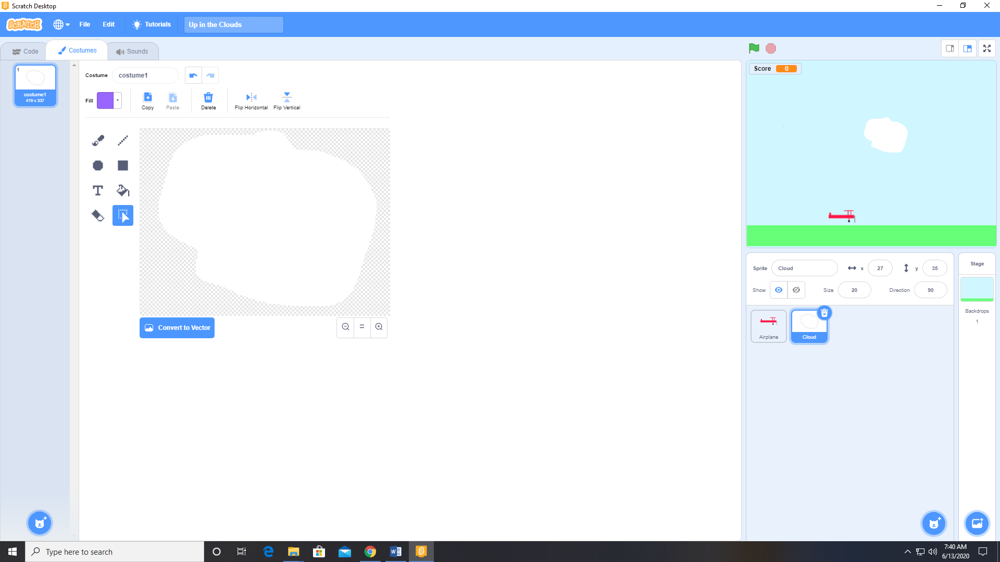 Scratch Desktop
SCRATCH File Edit Tutorials Up in the Clouds
Code Costumes Sounds
1
costume1
419 x 337
Costume costume1
Fill Copy Paste Delete Flip Horizontal Flip Vertical
T
Convert to Vector
Score 0
Sprite Cloud x 27 y 35
Show Size 20 Direction 90
Airplane Cloud
Stage
Backdrops
1
Type here to search
7:40 AM
6/13/2020